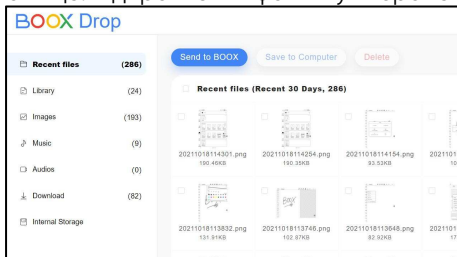 BOOX Drop
Recent files (286)
Library (24)
Images (193)
Music (9)
Audios (0)
Download (82)
Internal Storage
Send to BOOX Save to Computer Delete
Recent files (Recent 30 Days, 286)
20211018114301.png 20211018114254.png 20211018114154.png
190.46KB 190.35KB 93.53KB
20211018113832.png 20211018113746.png 20211018113648.png
131.91KB 102.87KB 82.92KB